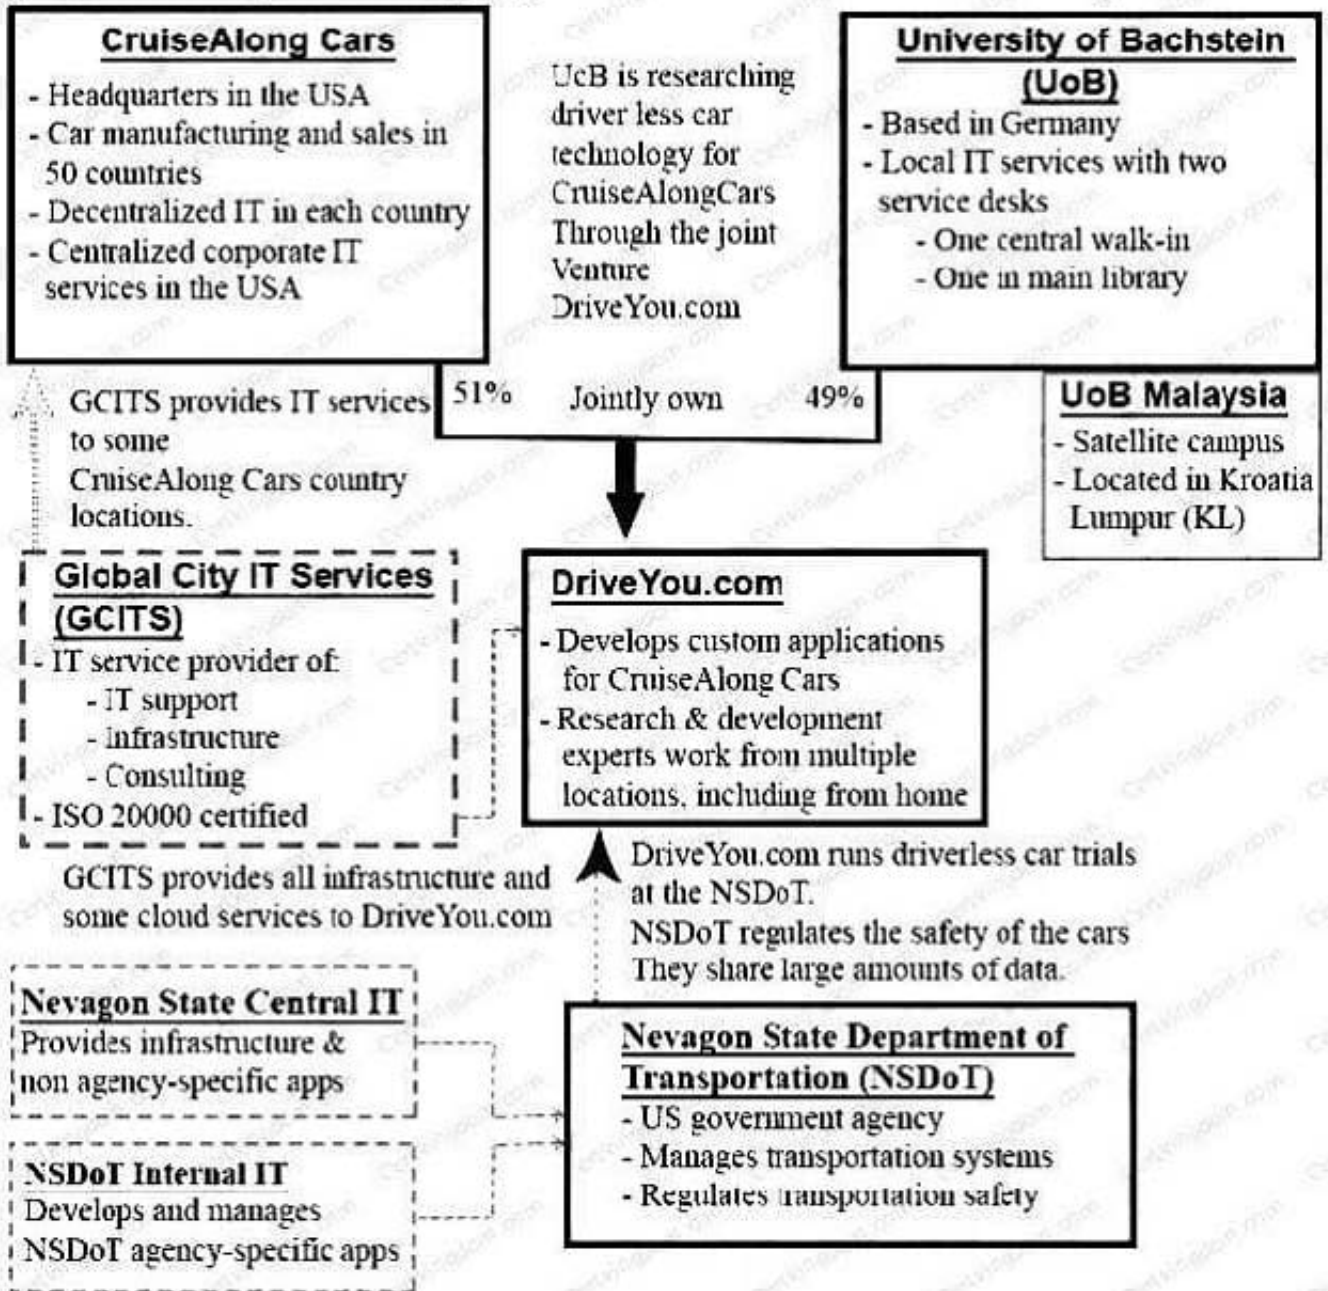 CruiseAlong Cars
- Headquarters in the USA
- Car manufacturing and sales in
50 countries
- Decentralized IT in each country
- Centralized corporate IT
services in the USA
UcB is researching
driver less car
technology for
CruiseAlongCars
Through the joint
Venture
DriveYou.com
University of Bachstein
(UoB)
- Based in Germany
- Local IT services with two
service desks
- One central walk-in
- One in main library
51% Jointly own 49%
UoB Malaysia
- Satellite campus
- Located in Kroatia
Lumpur (KL)
GCITS provides IT services
to some
CruiseAlong Cars country
locations.
Global City IT Services
(GCITS)
- IT service provider of:
- IT support
- Infrastructure
- Consulting
- ISO 20000 certified
DriveYou.com
- Develops custom applications
for CruiseAlong Cars
- Research & development
experts work from multiple
locations, including from home
GCITS provides all infrastructure and
some cloud services to DriveYou.com
DriveYou.com runs driverless car trials
at the NSDoT.
NSDoT regulates the safety of the cars
They share large amounts of data.
Nevagon State Central IT
Provides infrastructure &
non agency-specific apps
NSDoT Internal IT
Develops and manages
NSDoT agency-specific apps
Nevagon State Department of
Transportation (NSDoT)
- US government agency
- Manages transportation systems
- Regulates transportation safety